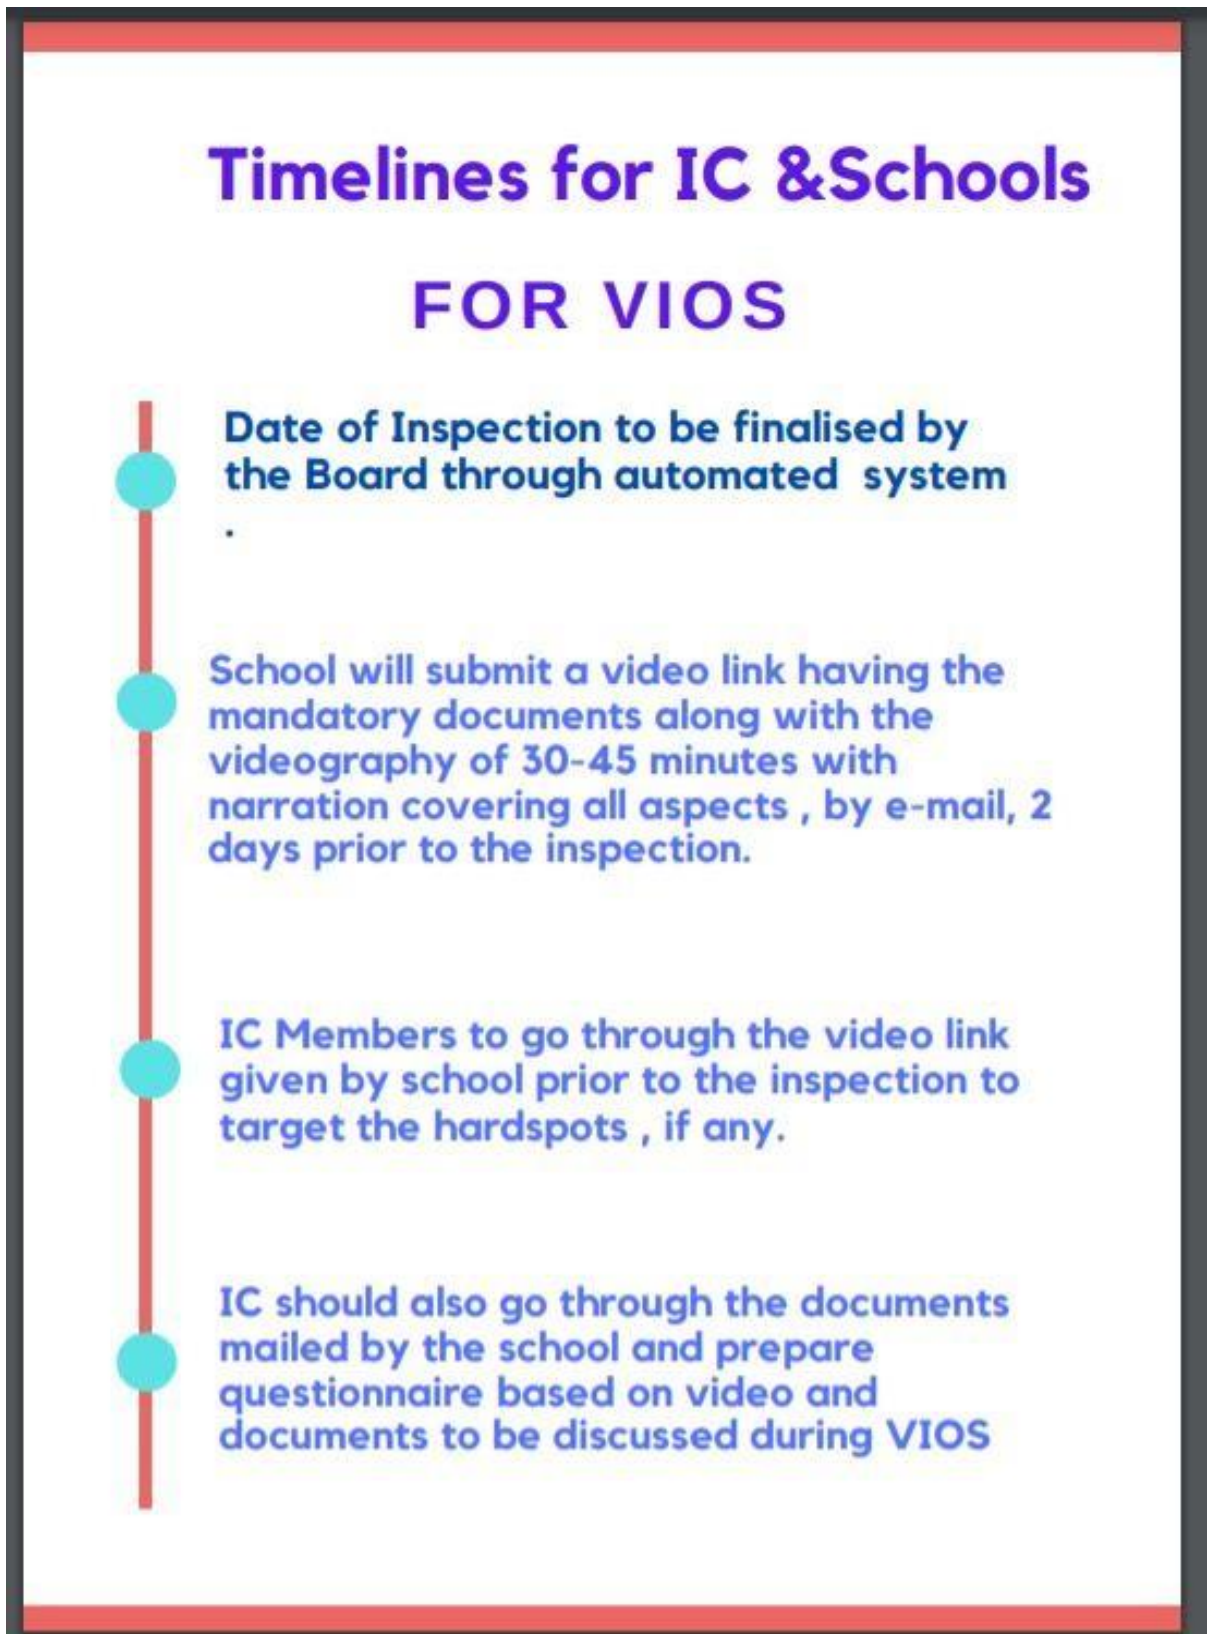 Timelines for IC &Schools
FOR VIOS
Date of Inspection to be finalised by
the Board through automated  system
.
School will submit a video link having the
mandatory documents along with the
videography of 30-45 minutes with
narration covering all aspects , by e-mail, 2
days prior to the inspection.
IC Members to go through the video link
given by school prior to the inspection to
target the hardspots , if any.
IC should also go through the documents
mailed by the school and prepare
questionnaire based on video and
documents to be discussed during VIOS